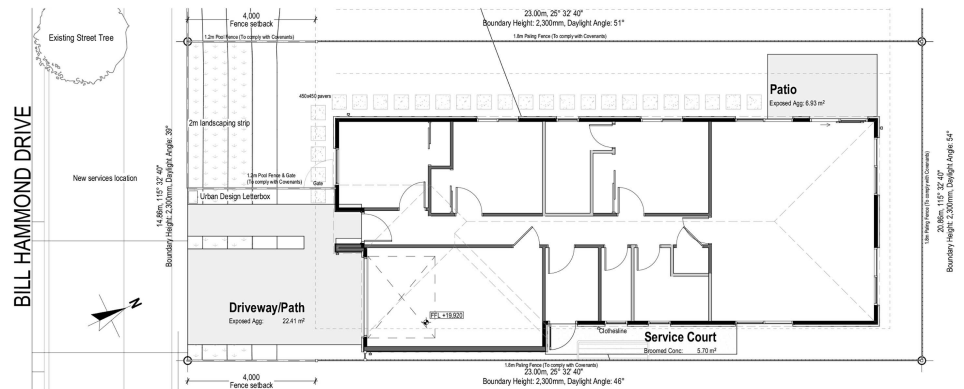 23.00m, 25° 32' 40"
Boundary Height: 2,300mm, Daylight Angle: 51°
4,000
Fence setback
1.2m Pool Fence (To comply with Covenants)
1.8m Paling Fence (To comply with Covenants)
Existing Street Tree
BILL HAMMOND DRIVE
New services location
14.86m, 115° 32' 40"
Boundary Height: 2,300mm, Daylight Angle: 39°
2m landscaping strip
450x450 pavers
1.2m Pool Fence & Gate
(To comply with Covenants)
Gate
Urban Design Letterbox
Patio
Exposed Agg: 6.93 m²
1.8m Paling Fence (To comply with Covenants)
20.86m, 115° 32' 40"
Boundary Height: 2,300mm, Daylight Angle: 54°
N
Driveway/Path
Exposed Agg: 22.41 m²
FFL +19.920
Clothesline
Service Court
Broomed Conc: 5.70 m²
1.8m Paling Fence (To comply with Covenants)
23.00m, 25° 32' 40"
Boundary Height: 2,300mm, Daylight Angle: 46°
4,000
Fence setback